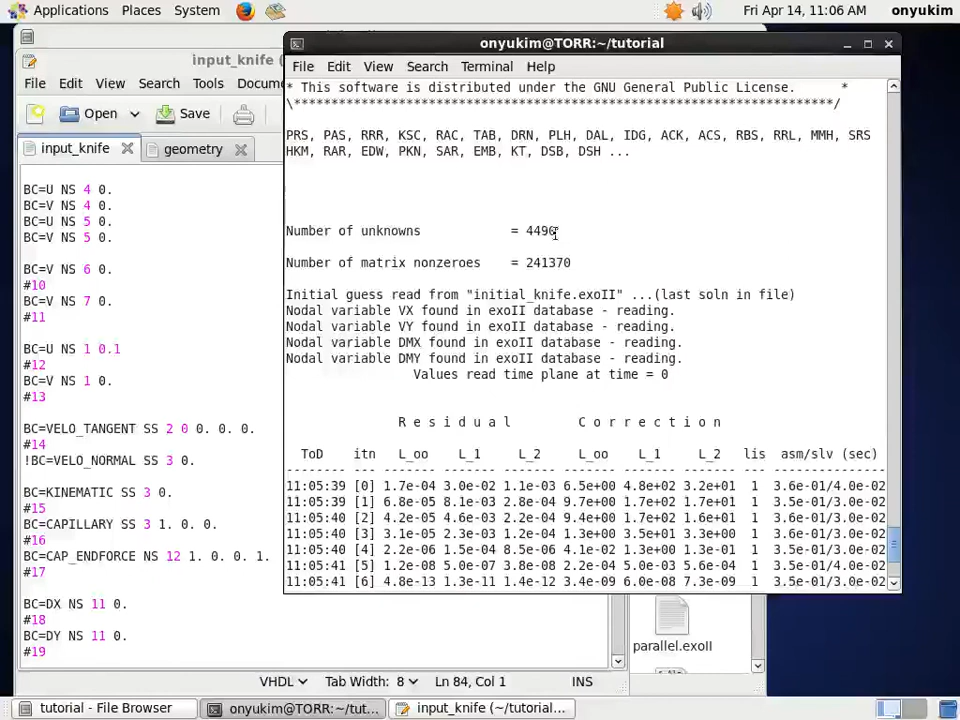 Applications Places System Fri Apr 14, 11:06 AM onyukim
input_knife (
File Edit View Search Tools Docum
Open Save
input_knife geometry
BC=U NS 4 0.
BC=V NS 4 0.
BC=U NS 5 0.
BC=V NS 5 0.
BC=V NS 6 0.
#10
BC=V NS 7 0.
#11
BC=U NS 1 0.1
#12
BC=V NS 1 0.
#13
BC=VELO_TANGENT SS 2 0 0. 0. 0.
#14
!BC=VELO_NORMAL SS 3 0.
BC=KINEMATIC SS 3 0.
#15
BC=CAPILLARY SS 3 1. 0. 0.
#16
BC=CAP_ENDFORCE NS 12 1. 0. 0. 1.
#17
BC=DX NS 11 0.
#18
BC=DY NS 11 0.
#19
VHDL Tab Width: 8 Ln 84, Col 1 INS
onyukim@TORR:~/tutorial
File Edit View Search Terminal Help
* This software is distributed under the GNU General Public License. *
\*************************************************************************/
PRS, PAS, RRR, KSC, RAC, TAB, DRN, PLH, DAL, IDG, ACK, ACS, RBS, RRL, MMH, SRS
HKM, RAR, EDW, PKN, SAR, EMB, KT, DSB, DSH ...
Number of unknowns = 4490
Number of matrix nonzeroes = 241370
Initial guess read from "initial_knife.exoII" ...(last soln in file)
Nodal variable VX found in exoII database - reading.
Nodal variable VY found in exoII database - reading.
Nodal variable DMX found in exoII database - reading.
Nodal variable DMY found in exoII database - reading.
Values read time plane at time = 0
R e s i d u a l C o r r e c t i o n
ToD itn L_oo L_1 L_2 L_oo L_1 L_2 lis asm/slv (sec)
-------- --- ------- ------- ------- ------- ------- ------- --- ---------------
11:05:39 [0] 1.7e-04 3.0e-02 1.1e-03 6.5e+00 4.8e+02 3.2e+01 1 3.6e-01/4.0e-02
11:05:39 [1] 6.8e-05 8.1e-03 2.8e-04 9.9e+00 1.7e+02 1.7e+01 1 3.5e-01/3.0e-02
11:05:40 [2] 4.2e-05 4.6e-03 2.2e-04 9.4e+00 1.7e+02 1.6e+01 1 3.6e-01/3.0e-02
11:05:40 [3] 3.1e-05 2.3e-03 1.2e-04 1.3e+00 3.5e+01 3.3e+00 1 3.5e-01/3.0e-02
11:05:40 [4] 2.2e-06 1.5e-04 8.5e-06 4.1e-02 1.3e+00 1.3e-01 1 3.5e-01/3.0e-02
11:05:41 [5] 1.2e-08 5.0e-07 3.8e-08 2.2e-04 5.0e-03 5.6e-04 1 3.5e-01/3.0e-02
11:05:41 [6] 4.8e-13 1.3e-11 1.4e-12 3.4e-09 6.0e-08 7.3e-09 1 3.5e-01/3.0e-02
parallel.exoII
tutorial - File Browser onyukim@TORR:~/tut... input_knife (~/tutorial...